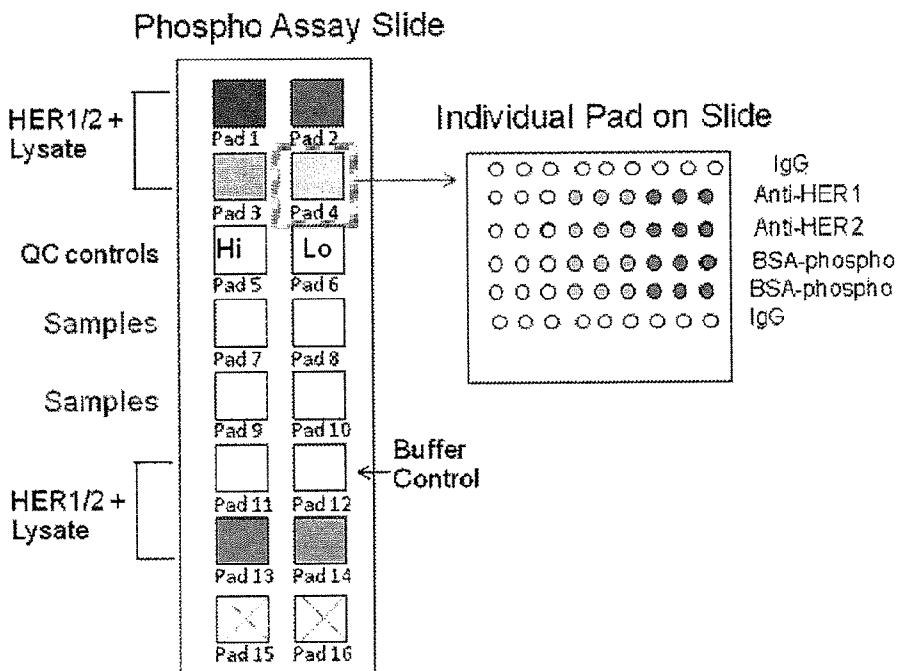 Phospho Assay Slide
HER1/2 +
Lysate
Pad 1 Pad 2
Pad 3 Pad 4
QC controls
Hi Lo
Pad 5 Pad 6
Samples
Pad 7 Pad 8
Samples
Pad 9 Pad 10
HER1/2 +
Lysate
Pad 11 Pad 12
Buffer
Control
Pad 13 Pad 14
Pad 15 Pad 16
Individual Pad on Slide
IgG
Anti-HER1
Anti-HER2
BSA-phospho
BSA-phospho
IgG